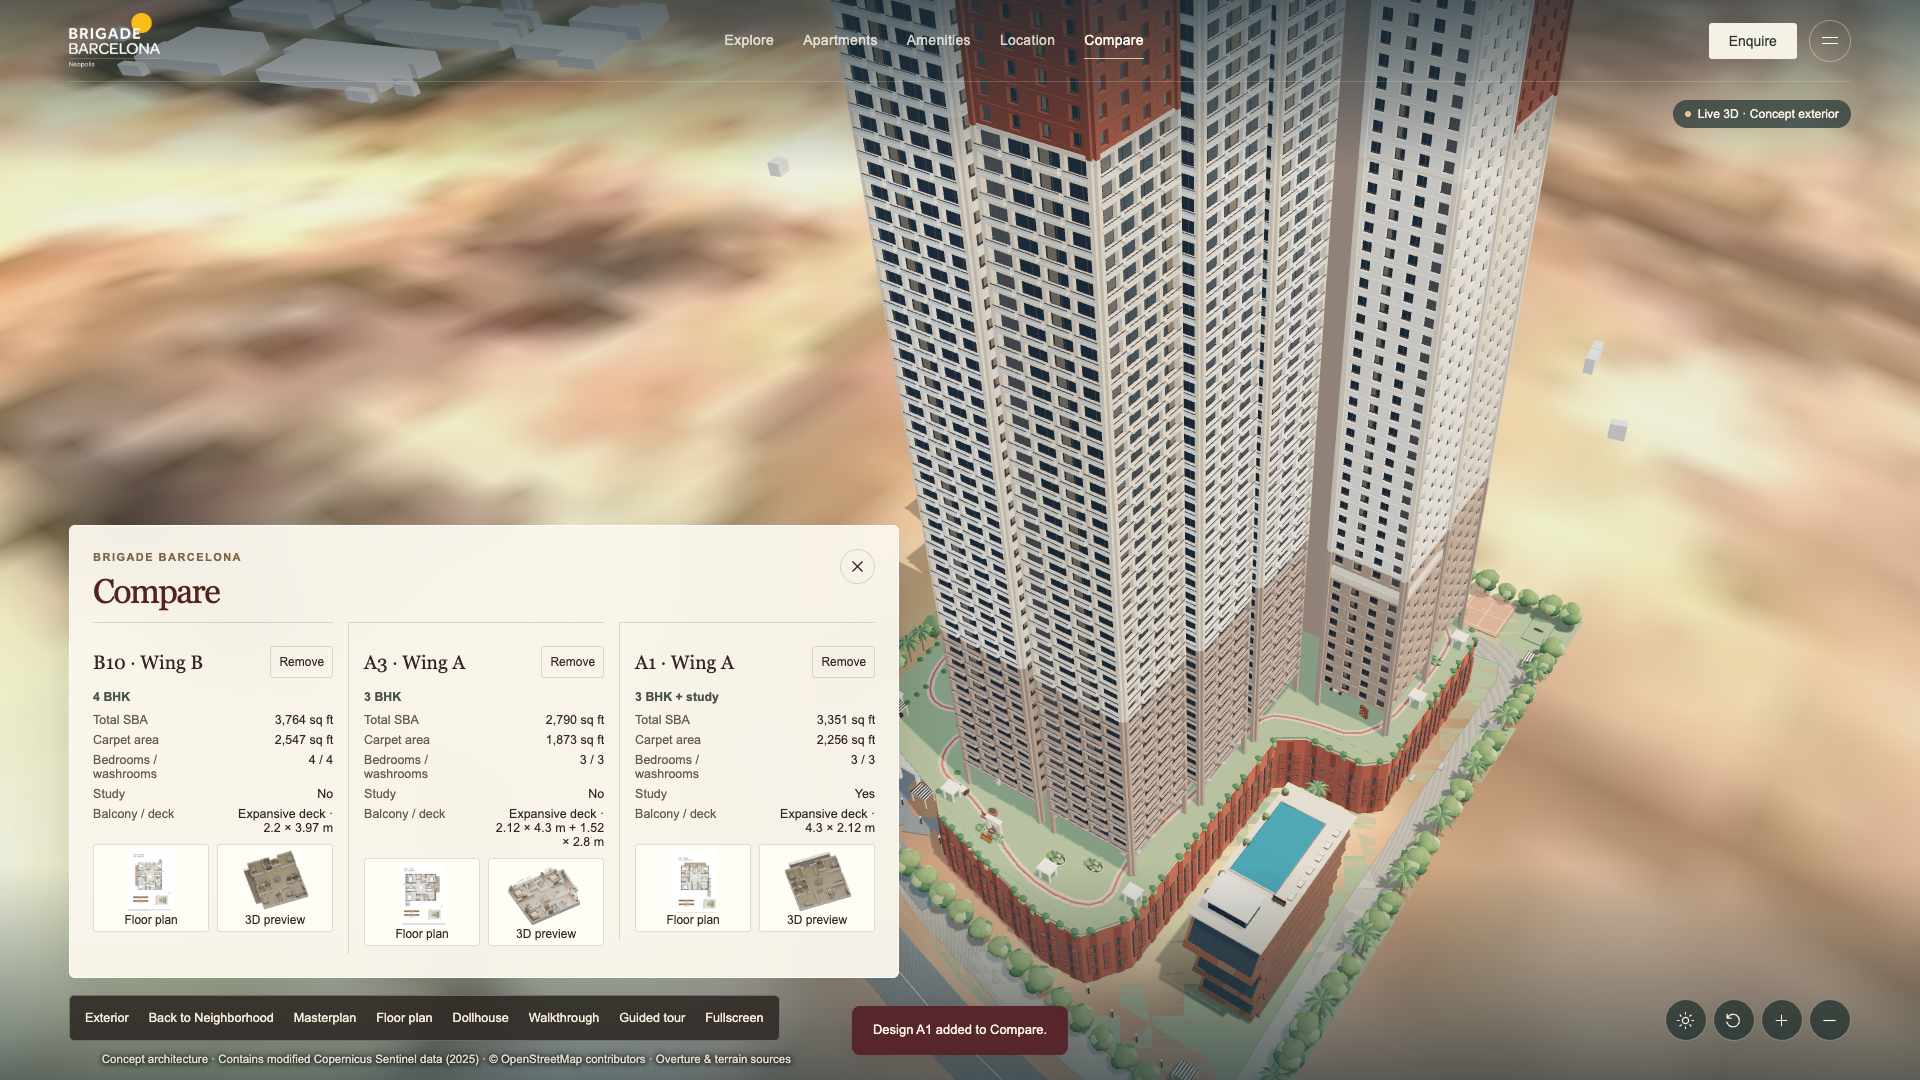 BRIGADE
BARCELONA
Neopolis
Explore
Apartments
Amenities
Location
Compare
Enquire
Live 3D · Concept exterior
BRIGADE BARCELONA
Compare
B10 · Wing B
Remove
4 BHK
Total SBA 3,764 sq ft
Carpet area 2,547 sq ft
Bedrooms / 4 / 4
washrooms
Study No
Balcony / deck Expansive deck ·
2.2 × 3.97 m
Floor plan
3D preview
A3 · Wing A
Remove
3 BHK
Total SBA 2,790 sq ft
Carpet area 1,873 sq ft
Bedrooms / 3 / 3
washrooms
Study No
Balcony / deck Expansive deck ·
2.12 × 4.3 m + 1.52
× 2.8 m
Floor plan
3D preview
A1 · Wing A
Remove
3 BHK + study
Total SBA 3,351 sq ft
Carpet area 2,256 sq ft
Bedrooms / 3 / 3
washrooms
Study Yes
Balcony / deck Expansive deck ·
4.3 × 2.12 m
Floor plan
3D preview
Exterior
Back to Neighborhood
Masterplan
Floor plan
Dollhouse
Walkthrough
Guided tour
Fullscreen
Design A1 added to Compare.
Concept architecture · Contains modified Copernicus Sentinel data (2025) · © OpenStreetMap contributors · Overture & terrain sources